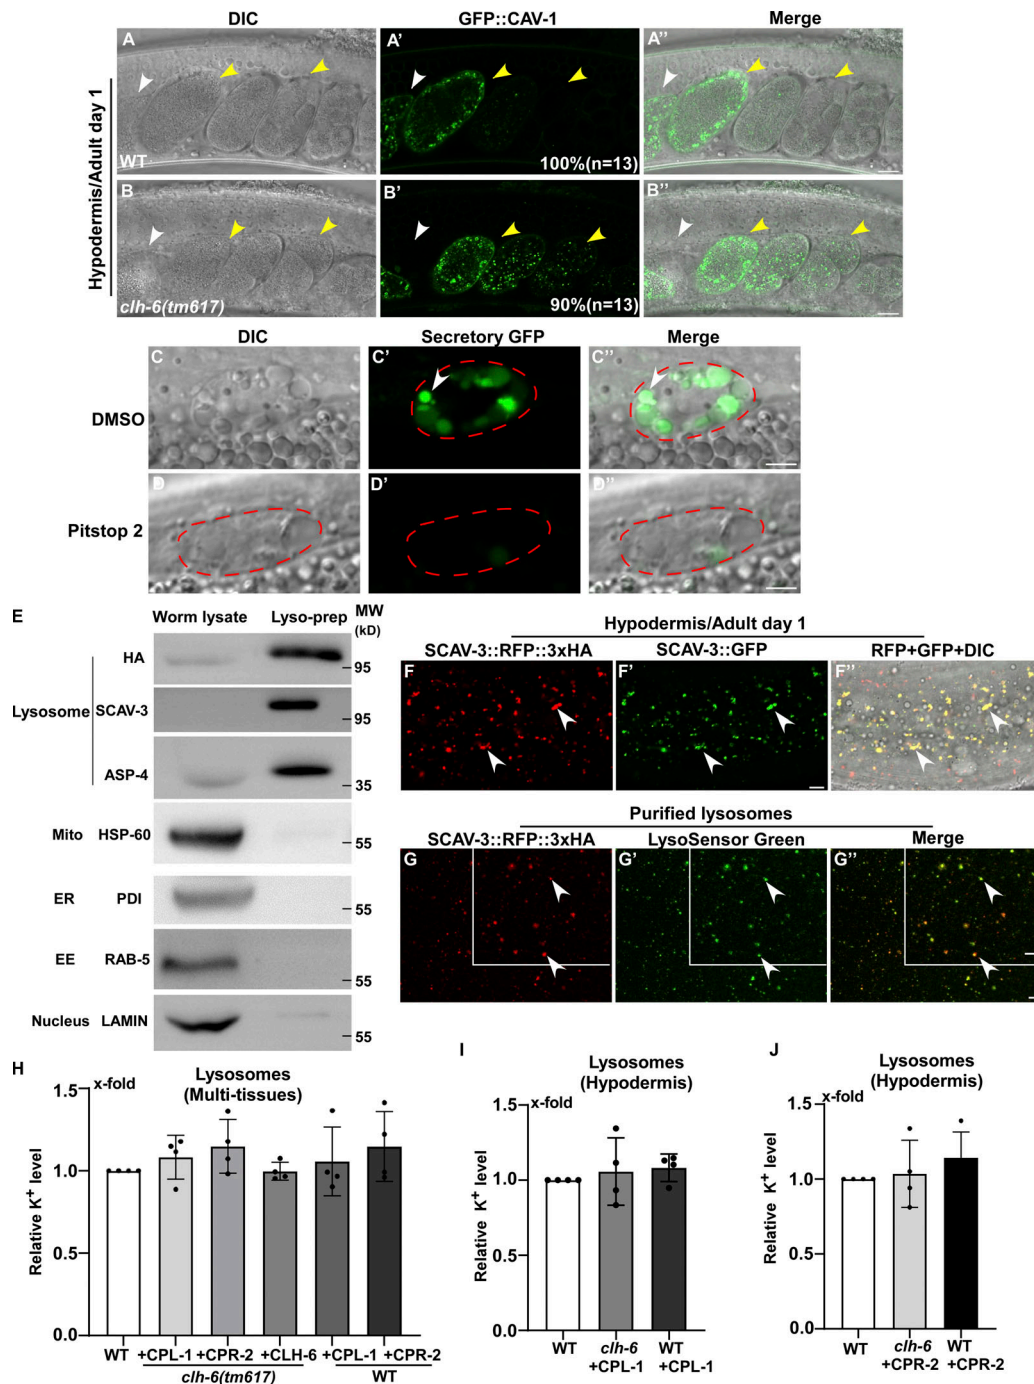 DIC GFP::CAV-1 Merge
A A' A''
Hypodermis/Adult day 1
WT 100%(n=13)
B B' B''
clh-6(tm617) 90%(n=13)
DIC Secretory GFP Merge
C C' C''
DMSO
D D' D''
Pitstop 2
E Worm lysate Lyso-prep MW
(kD)
HA
95
Lysosome SCAV-3
95
ASP-4
35
Mito HSP-60
55
ER PDI
55
EE RAB-5
25
Nucleus LAMIN
55
Hypodermis/Adult day 1
SCAV-3::RFP::3xHA SCAV-3::GFP RFP+GFP+DIC
F F' F''
Purified lysosomes
SCAV-3::RFP::3xHA LysoSensor Green Merge
G G' G''
H
Lysosomes
(Multi-tissues)
x-fold
1.5
1.0
0.5
0.0
Relative K+ level
WT +CPL-1 +CPR-2 +CLH-6 +CPL-1 +CPR-2
clh-6(tm617) WT
I
Lysosomes
(Hypodermis)
x-fold
1.5
1.0
0.5
0.0
Relative K+ level
WT clh-6 WT
+CPL-1 +CPL-1
J
Lysosomes
(Hypodermis)
x-fold
1.5
1.0
0.5
0.0
Relative K+ level
WT clh-6 WT
+CPR-2 +CPR-2